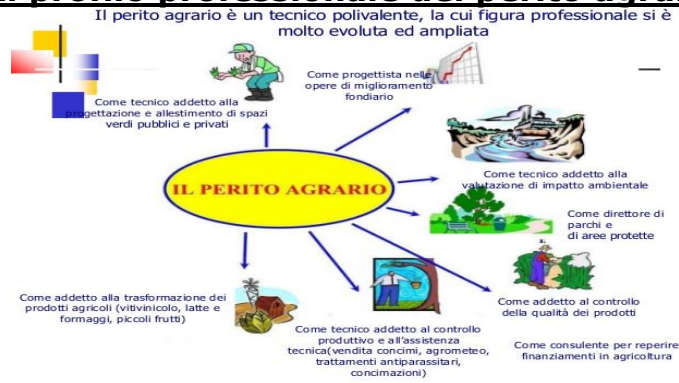 Il perito agrario è un tecnico polivalente, la cui figura professionale si è
molto evoluta ed ampliata
Come progettista nelle
opere di miglioramento
fondiario
Come tecnico addetto alla
progettazione e allestimento di spazi
verdi pubblici e privati
Come tecnico addetto alla
valutazione di impatto ambientale
IL PERITO AGRARIO
Come direttore di
parchi e
di aree protette
Come addetto alla trasformazione dei
prodotti agricoli (vitivinicolo, latte e
formaggi, piccoli frutti)
Come addetto al controllo
della qualità dei prodotti
Come tecnico addetto al controllo
produttivo e all'assistenza
tecnica(vendita concimi, agrometeo,
trattamenti antiparassitari,
concimazioni)
Come consulente per reperire
finanziamenti in agricoltura